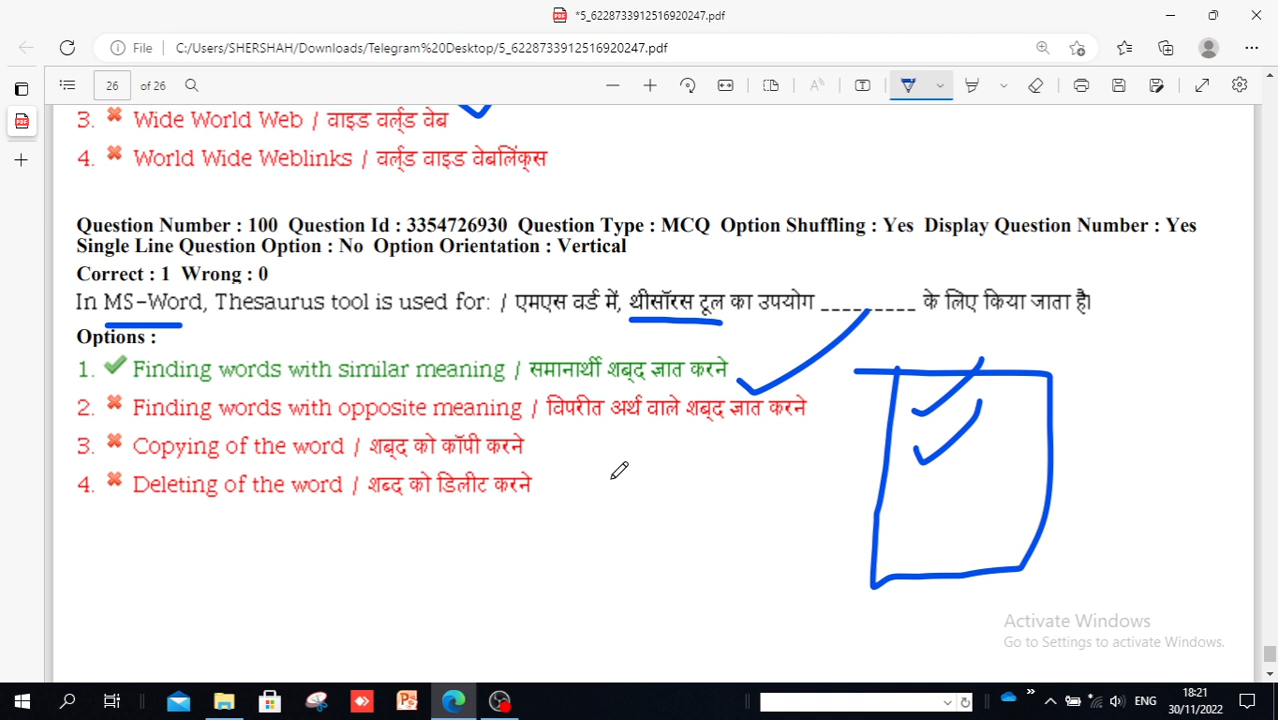 *5_6228733912516920247.pdf
File C:/Users/SHERSHAH/Downloads/Telegram%20Desktop/5_6228733912516920247.pdf
26 of 26
3. Wide World Web / वाइड वर्ल्ड वेब
4. World Wide Weblinks / वर्ल्ड वाइड वेबलिंक्स
Question Number : 100 Question Id : 3354726930 Question Type : MCQ Option Shuffling : Yes Display Question Number : Yes
Single Line Question Option : No Option Orientation : Vertical
Correct : 1 Wrong : 0
In MS-Word, Thesaurus tool is used for: / एमएस वर्ड में, थीसॉरस टूल का उपयोग _________ के लिए किया जाता है।
Options :
1. Finding words with similar meaning / समानार्थी शब्द ज्ञात करने
2. Finding words with opposite meaning / विपरीत अर्थ वाले शब्द ज्ञात करने
3. Copying of the word / शब्द को कॉपी करने
4. Deleting of the word / शब्द को डिलीट करने
Activate Windows
Go to Settings to activate Windows.
ENG
18:21
30/11/2022